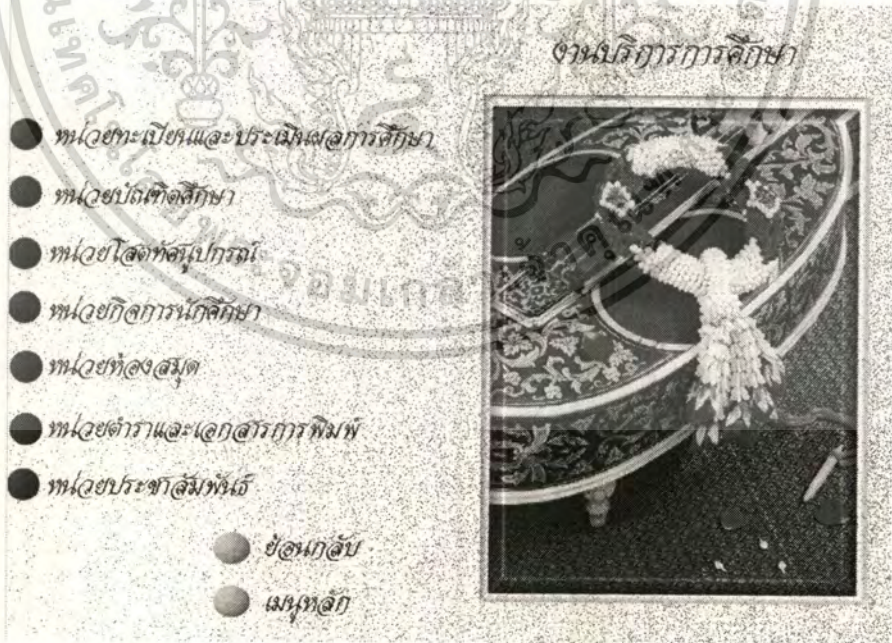 งานบริการการศึกษา
หน่วยทะเบียนและประเมินผลการศึกษา
หน่วยบัณฑิตศึกษา
หน่วยโสตทัศนูปกรณ์
หน่วยกิจการนักศึกษา
หน่วยห้องสมุด
หน่วยตำราและเอกสารการพิมพ์
หน่วยประชาสัมพันธ์
ย้อนกลับ
เมนูหลัก